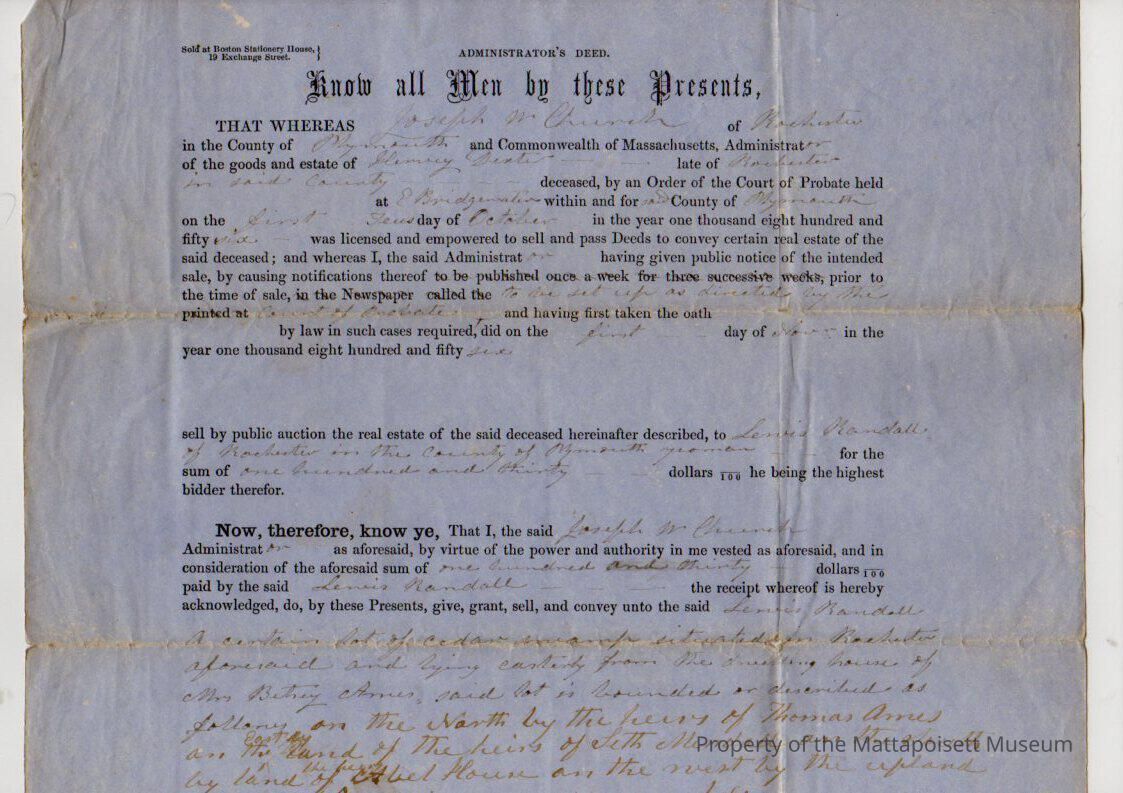 Sold at Boston Stationery House, }
19 Exchange Street.
ADMINISTRATOR'S DEED.
Know all Men by these Presents,
THAT WHEREAS Joseph W Church of Rochester
in the County of Plymouth and Commonwealth of Massachusetts, Administrator
of the goods and estate of Dexter late of Rochester
in said County deceased, by an Order of the Court of Probate held
at E Bridgewater within and for said County of Plymouth
on the first Tuesday of October in the year one thousand eight hundred and
fifty six was licensed and empowered to sell and pass Deeds to convey certain real estate of the
said deceased; and whereas I, the said Administrator having given public notice of the intended
sale, by causing notifications thereof to be published once a week for three successive weeks, prior to
the time of sale, in the Newspaper called the to be set up as directed by the
printed at Court of Probate, and having first taken the oath
by law in such cases required, did on the first day of Nov in the
year one thousand eight hundred and fifty six
sell by public auction the real estate of the said deceased hereinafter described, to Lewis Randall
of Rochester in the County of Plymouth yeoman for the
sum of one hundred and thirty dollars 100 he being the highest
bidder therefor.
Now, therefore, know ye, That I, the said Joseph W Church
Administrator as aforesaid, by virtue of the power and authority in me vested as aforesaid, and in
consideration of the aforesaid sum of one hundred and thirty dollars 100
paid by the said Lewis Randall the receipt whereof is hereby
acknowledged, do, by these Presents, give, grant, sell, and convey unto the said Lewis Randall
A certain lot of cedar swamp situated in Rochester
aforesaid and lying easterly from the dwelling house of
Mrs Betsey Ames, said lot is bounded or described as
follows on the North by the heirs of Thomas Ames
East by
on the land of the heirs of Seth on the South
the heirs
by land of Abel House on the west by the upland
Property of the Mattapoisett Museum